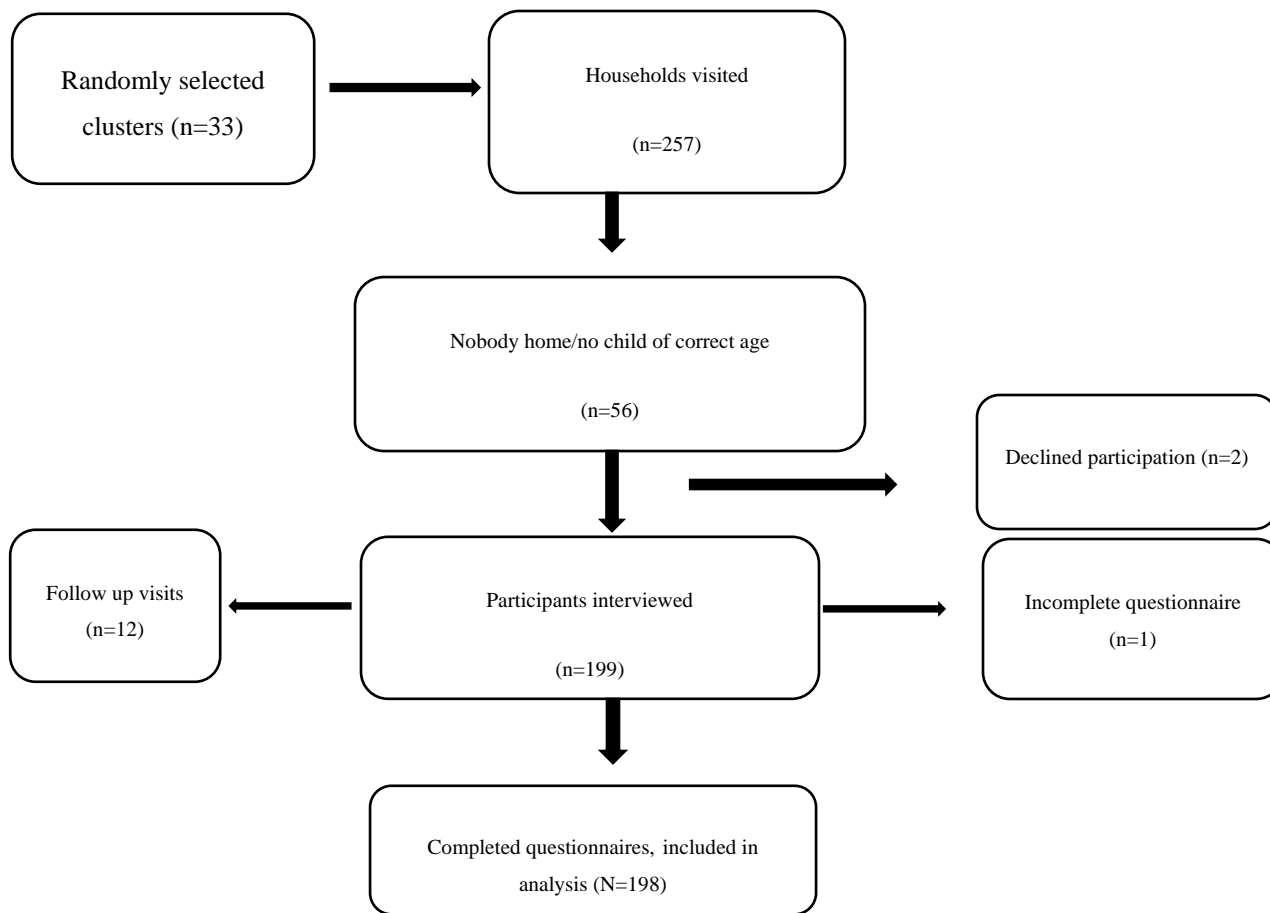 Randomly selected
clusters (n=33)
Households visited
(n=257)
Nobody home/no child of correct age
(n=56)
Declined participation (n=2)
Follow up visits
(n=12)
Participants interviewed
(n=199)
Incomplete questionnaire
(n=1)
Completed questionnaires, included in
analysis (N=198)